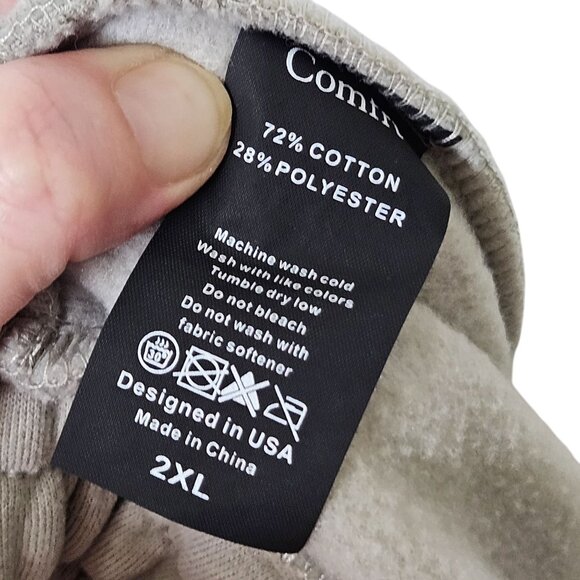 72% COTTON
28% POLYESTER
Machine wash cold
Wash with like colors
Tumble dry low
Do not bleach
Do not wash with
fabric softener
30°
Designed in USA
Made in China
2XL